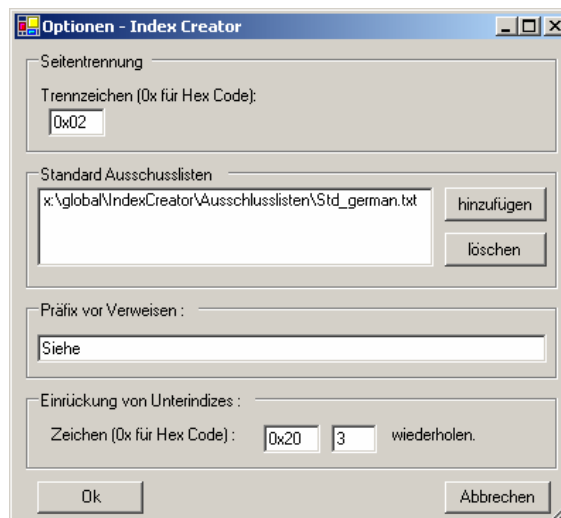 Optionen - Index Creator
Seitentrennung
Trennzeichen (0x für Hex Code):
0x02
Standard Ausschusslisten
x:\global\IndexCreator\Ausschlusslisten\Std_german.txt
hinzufügen
löschen
Präfix vor Verweisen :
Siehe
Einrückung von Unterindizes :
Zeichen (0x für Hex Code) : 0x20 3 wiederholen.
Ok Abbrechen